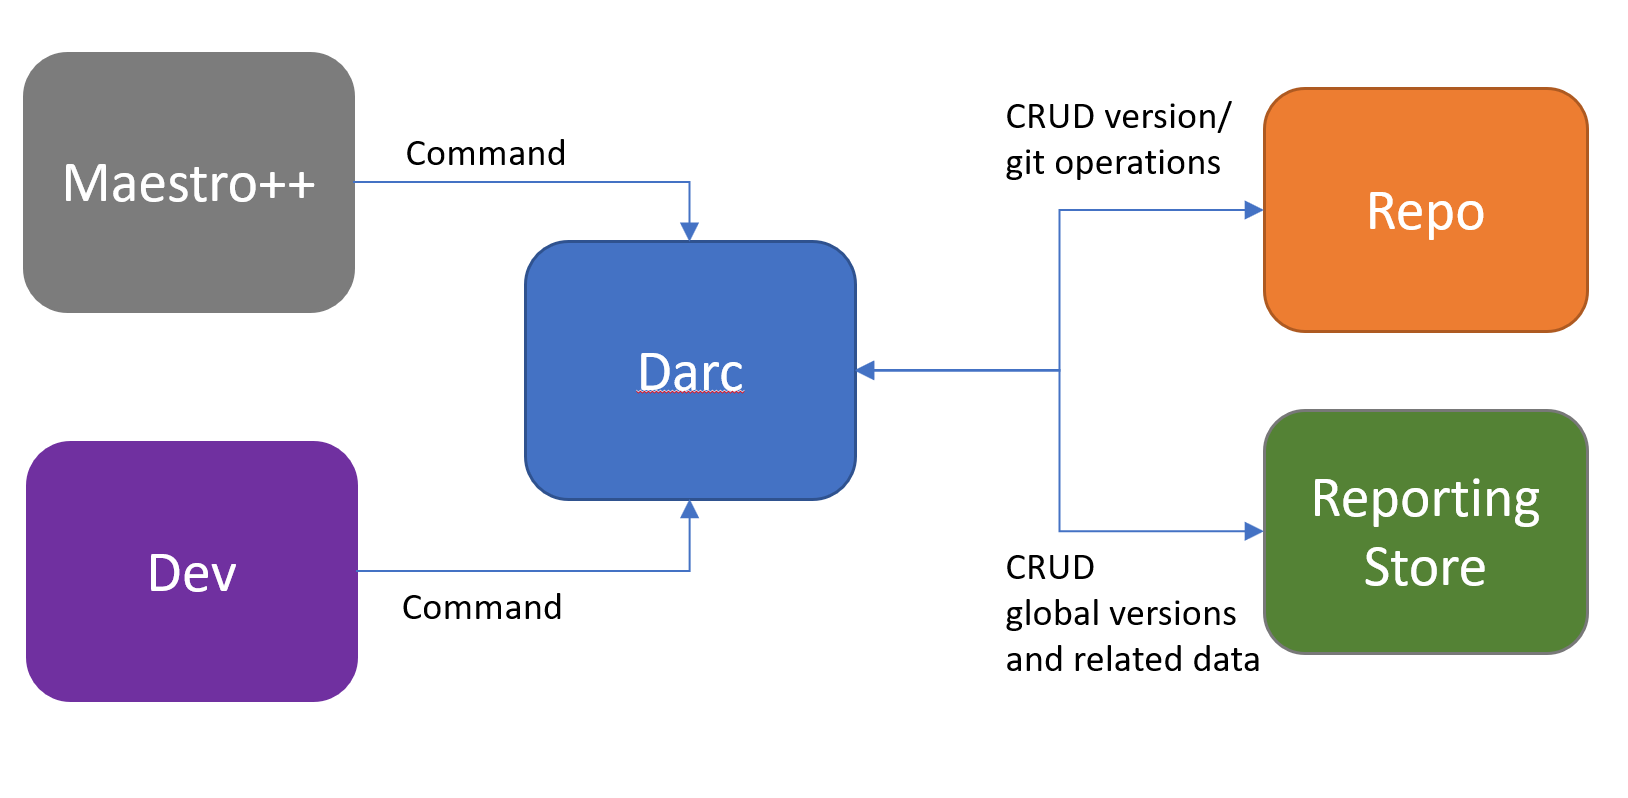 Maestro++
Command
Darc
Dev
Command
CRUD version/
git operations
Repo
Reporting
Store
CRUD
global versions
and related data